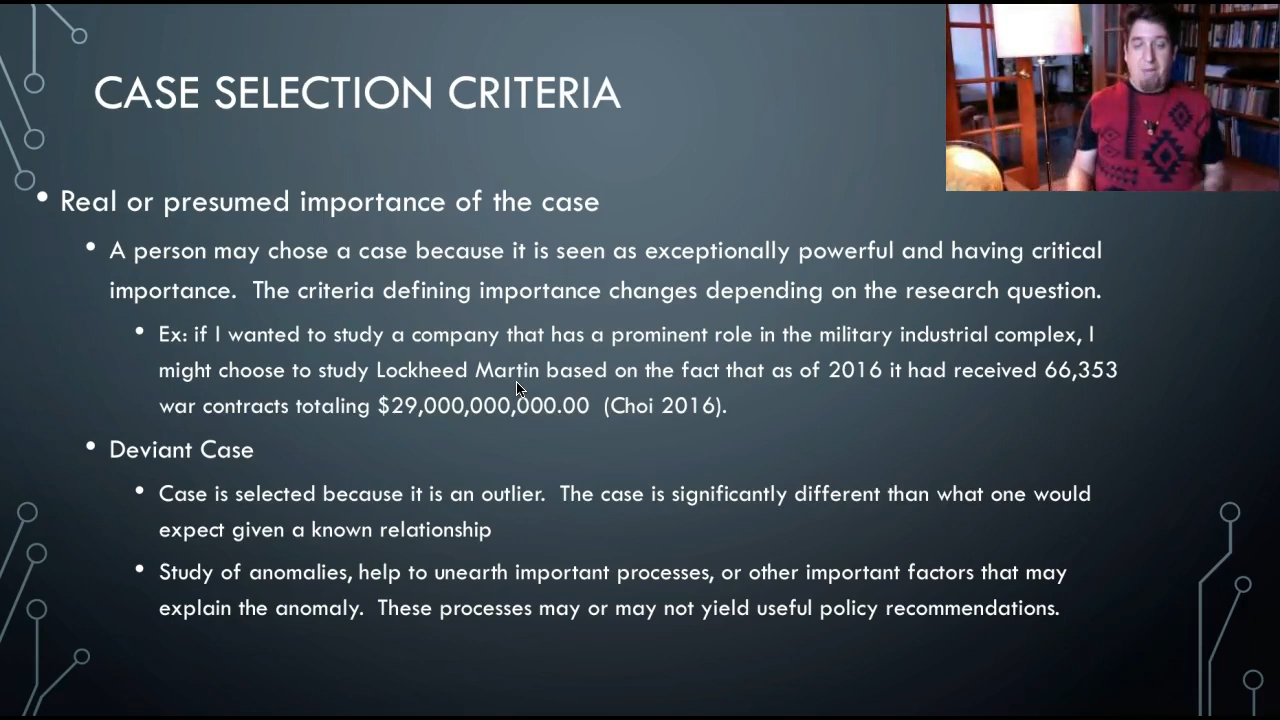 CASE SELECTION CRITERIA
• Real or presumed importance of the case
• A person may chose a case because it is seen as exceptionally powerful and having critical
importance.  The criteria defining importance changes depending on the research question.
• Ex: if I wanted to study a company that has a prominent role in the military industrial complex, I
might choose to study Lockheed Martin based on the fact that as of 2016 it had received 66,353
war contracts totaling $29,000,000,000.00  (Choi 2016).
• Deviant Case
• Case is selected because it is an outlier.  The case is significantly different than what one would
expect given a known relationship
• Study of anomalies, help to unearth important processes, or other important factors that may
explain the anomaly.  These processes may or may not yield useful policy recommendations.